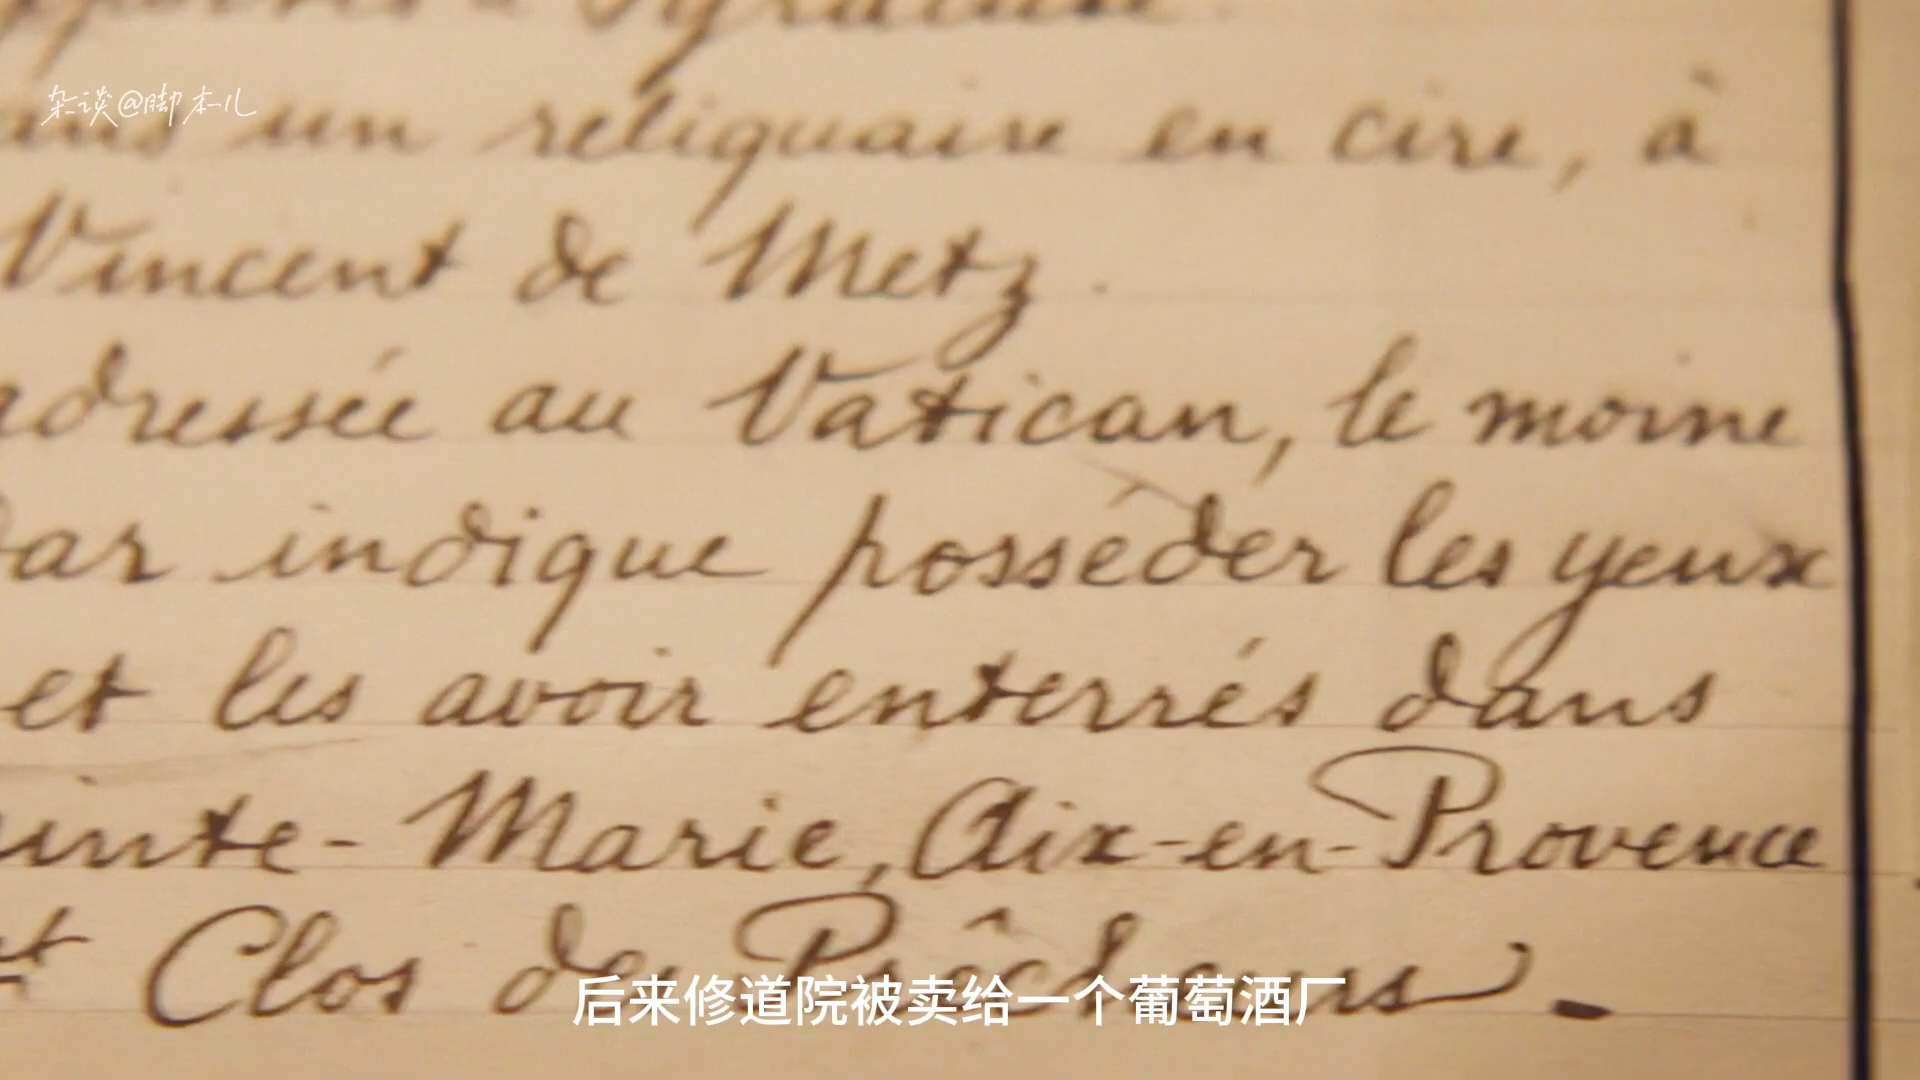 杂谈@脚本儿
un reliquaire en cire, à
Vincent de Metz.
adressée au Vatican, le moine
indique posséder les yeux
et les avoir enterrés dans
Marie, Aix-en-Provence
Clos des Pêcheurs.
后来修道院被卖给一个葡萄酒厂